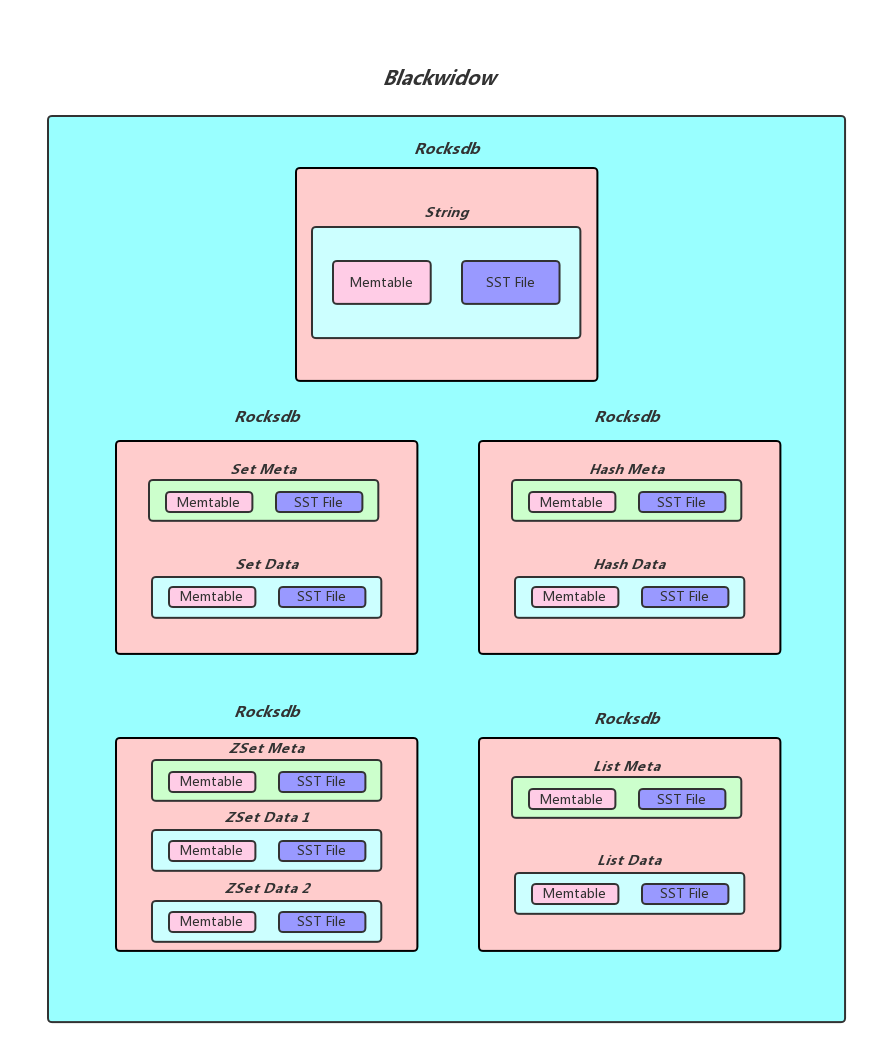 Blackwidow
Rocksdb
String
Memtable SST File
Rocksdb Rocksdb
Set Meta Hash Meta
Memtable SST File Memtable SST File
Set Data Hash Data
Memtable SST File Memtable SST File
Rocksdb Rocksdb
ZSet Meta List Meta
Memtable SST File Memtable SST File
ZSet Data 1 List Data
Memtable SST File Memtable SST File
ZSet Data 2
Memtable SST File